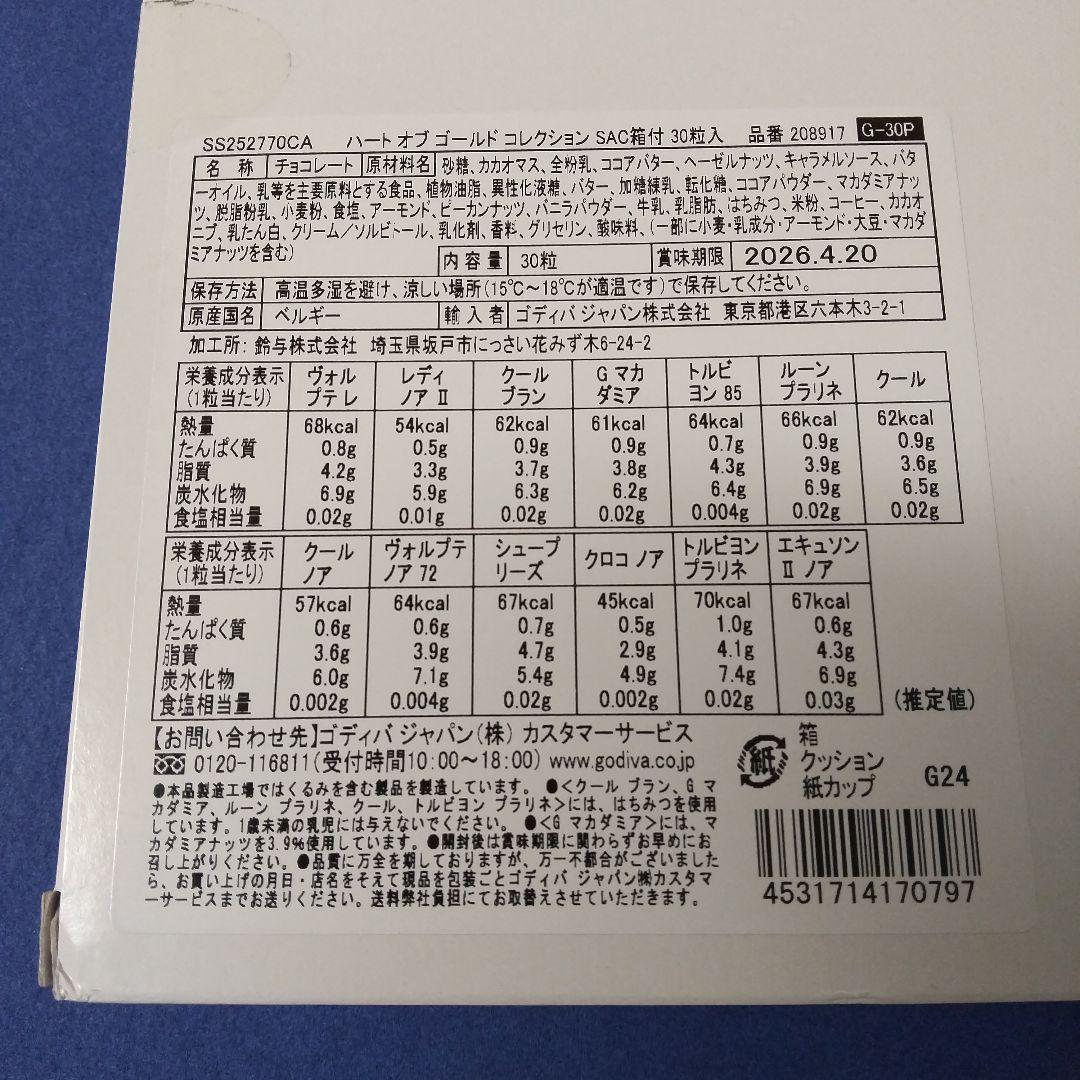 SS252770CA ハート オブ ゴールド コレクション SAC箱付 30粒入 品番 208917 G-30P
名 称 チョコレート 原材料名 砂糖、カカオマス、全粉乳、ココアバター、ヘーゼルナッツ、キャラメルソース、バタ
ーオイル、乳等を主要原料とする食品、植物油脂、異性化液糖、バター、加糖練乳、転化糖、ココアパウダー、マカダミアナッ
ツ、脱脂粉乳、小麦粉、食塩、アーモンド、ピーカンナッツ、バニラパウダー、牛乳、乳脂肪、はちみつ、米粉、コーヒー、カカオ
ニブ、乳たん白、クリーム／ソルビトール、乳化剤、香料、グリセリン、酸味料、（一部に小麦・乳成分・アーモンド・大豆・マカダ
ミアナッツを含む）
内 容 量 30粒 賞味期限 2026.4.20
保存方法 高温多湿を避け、涼しい場所（15℃～18℃が適温です）で保存してください。
原産国名 ベルギー 輸 入 者 ゴディバ ジャパン株式会社 東京都港区六本木3-2-1
加工所: 鈴与株式会社 埼玉県坂戸市にっさい花みず木6-24-2
栄養成分表示 ヴォル レディ クール G マカ トルビ ルーン クール
（1粒当たり） プテ レ ノア II ブラン ダミア ヨン 85 プラリネ
熱量 68kcal 54kcal 62kcal 61kcal 64kcal 66kcal 62kcal
たんぱく質 0.8g 0.5g 0.9g 0.9g 0.7g 0.9g 0.9g
脂質 4.2g 3.3g 3.7g 3.8g 4.3g 3.9g 3.6g
炭水化物 6.9g 5.9g 6.3g 6.2g 6.4g 6.9g 6.5g
食塩相当量 0.02g 0.01g 0.02g 0.02g 0.004g 0.02g 0.02g
栄養成分表示 クール ヴォルプテ シュープ クロコ ノア トルビヨン エキュソン
（1粒当たり） ノア ノア 72 リーズ プラリネ II ノア
熱量 57kcal 64kcal 67kcal 45kcal 70kcal 67kcal
たんぱく質 0.6g 0.6g 0.7g 0.5g 1.0g 0.6g
脂質 3.6g 3.9g 4.7g 2.9g 4.1g 4.3g
炭水化物 6.0g 7.1g 5.4g 4.9g 7.4g 6.9g
食塩相当量 0.002g 0.004g 0.02g 0.002g 0.02g 0.03g （推定値）
【お問い合わせ先】ゴディバ ジャパン（株） カスタマーサービス
0120-116811（受付時間10:00～18:00） www.godiva.co.jp
紙 箱
クッション
紙カップ
G24
●本品製造工場ではくるみを含む製品を製造しています。 ●＜クール ブラン、G マ
カダミア、ルーン プラリネ、クール、トルビヨン プラリネ＞には、はちみつを使用
しています。1歳未満の乳児には与えないでください。 ●＜G マカダミア＞には、マ
カダミアナッツを3.9%使用しています。●開封後は賞味期限に関わらずお早めにお
召し上がりください。●品質に万全を期しておりますが、万一不都合がございました
ら、お買い上げの月日・店名をそえて現品を包装ごとゴディバ ジャパン㈱カスタマ
ーサービスまでお送りください。送料弊社負担にてお取替えさせていただきます。
4531714170797